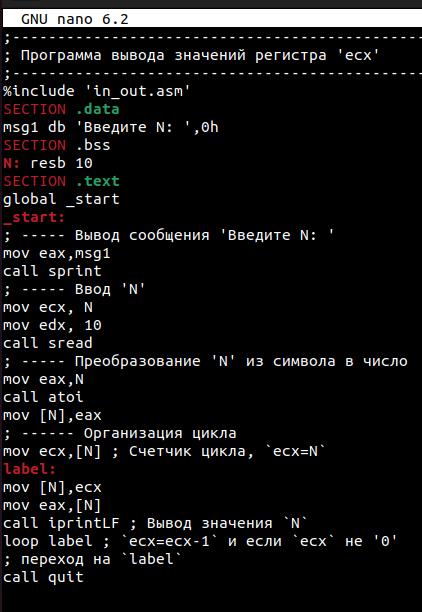 GNU nano 6.2
;-----------------------------------------------
; Программа вывода значений регистра 'ecx'
;-----------------------------------------------
%include 'in_out.asm'
SECTION .data
msg1 db 'Введите N: ',0h
SECTION .bss
N: resb 10
SECTION .text
global _start
_start:
; ----- Вывод сообщения 'Введите N: '
mov eax,msg1
call sprint
; ----- Ввод 'N'
mov ecx, N
mov edx, 10
call sread
; ----- Преобразование 'N' из символа в число
mov eax,N
call atoi
mov [N],eax
; ------ Организация цикла
mov ecx,[N] ; Счетчик цикла, `ecx=N`
label:
mov [N],ecx
mov eax,[N]
call iprintLF ; Вывод значения `N`
loop label ; `ecx=ecx-1` и если `ecx` не '0'
; переход на `label`
call quit